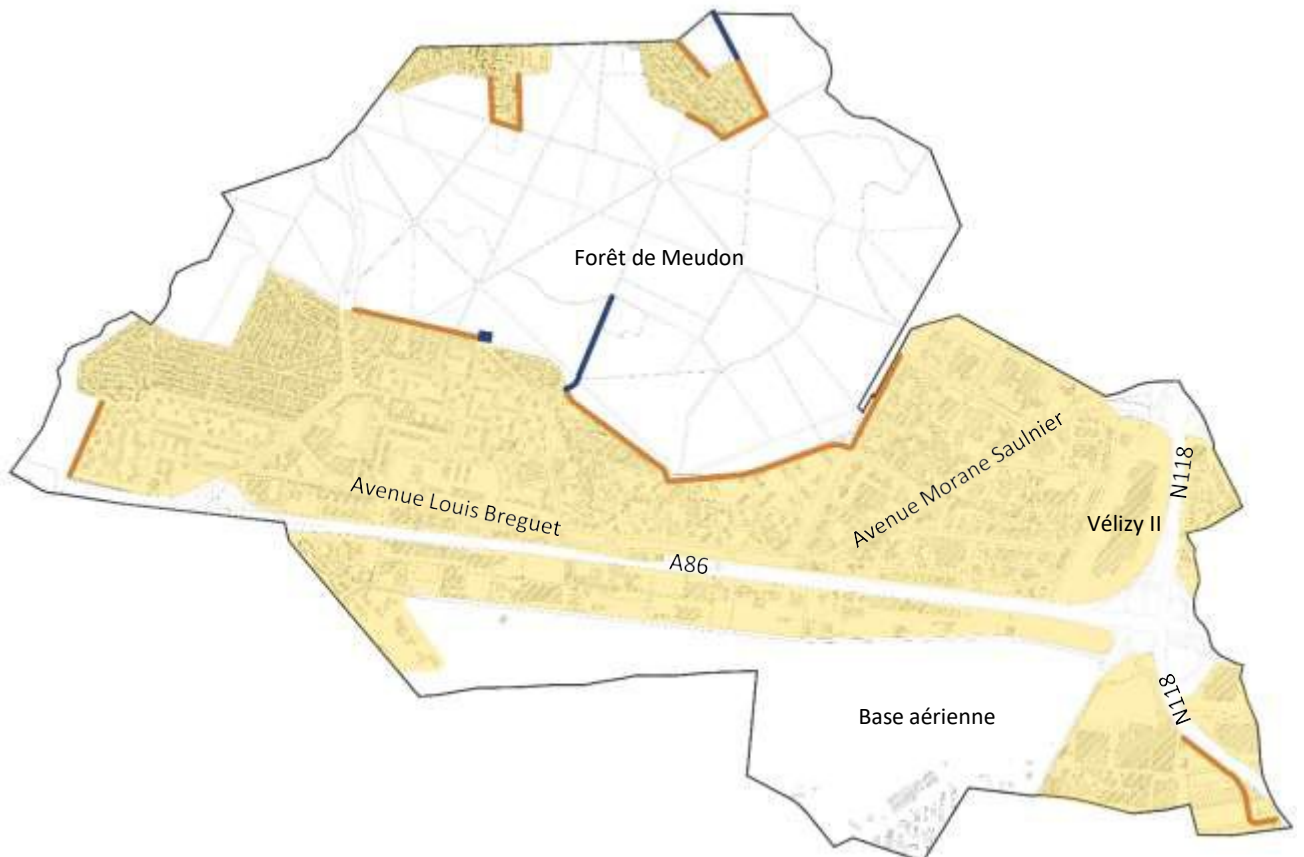 Forêt de Meudon
Avenue Morane Saulnier
N118
Vélizy II
Avenue Louis Breguet
A86
N118
Base aérienne